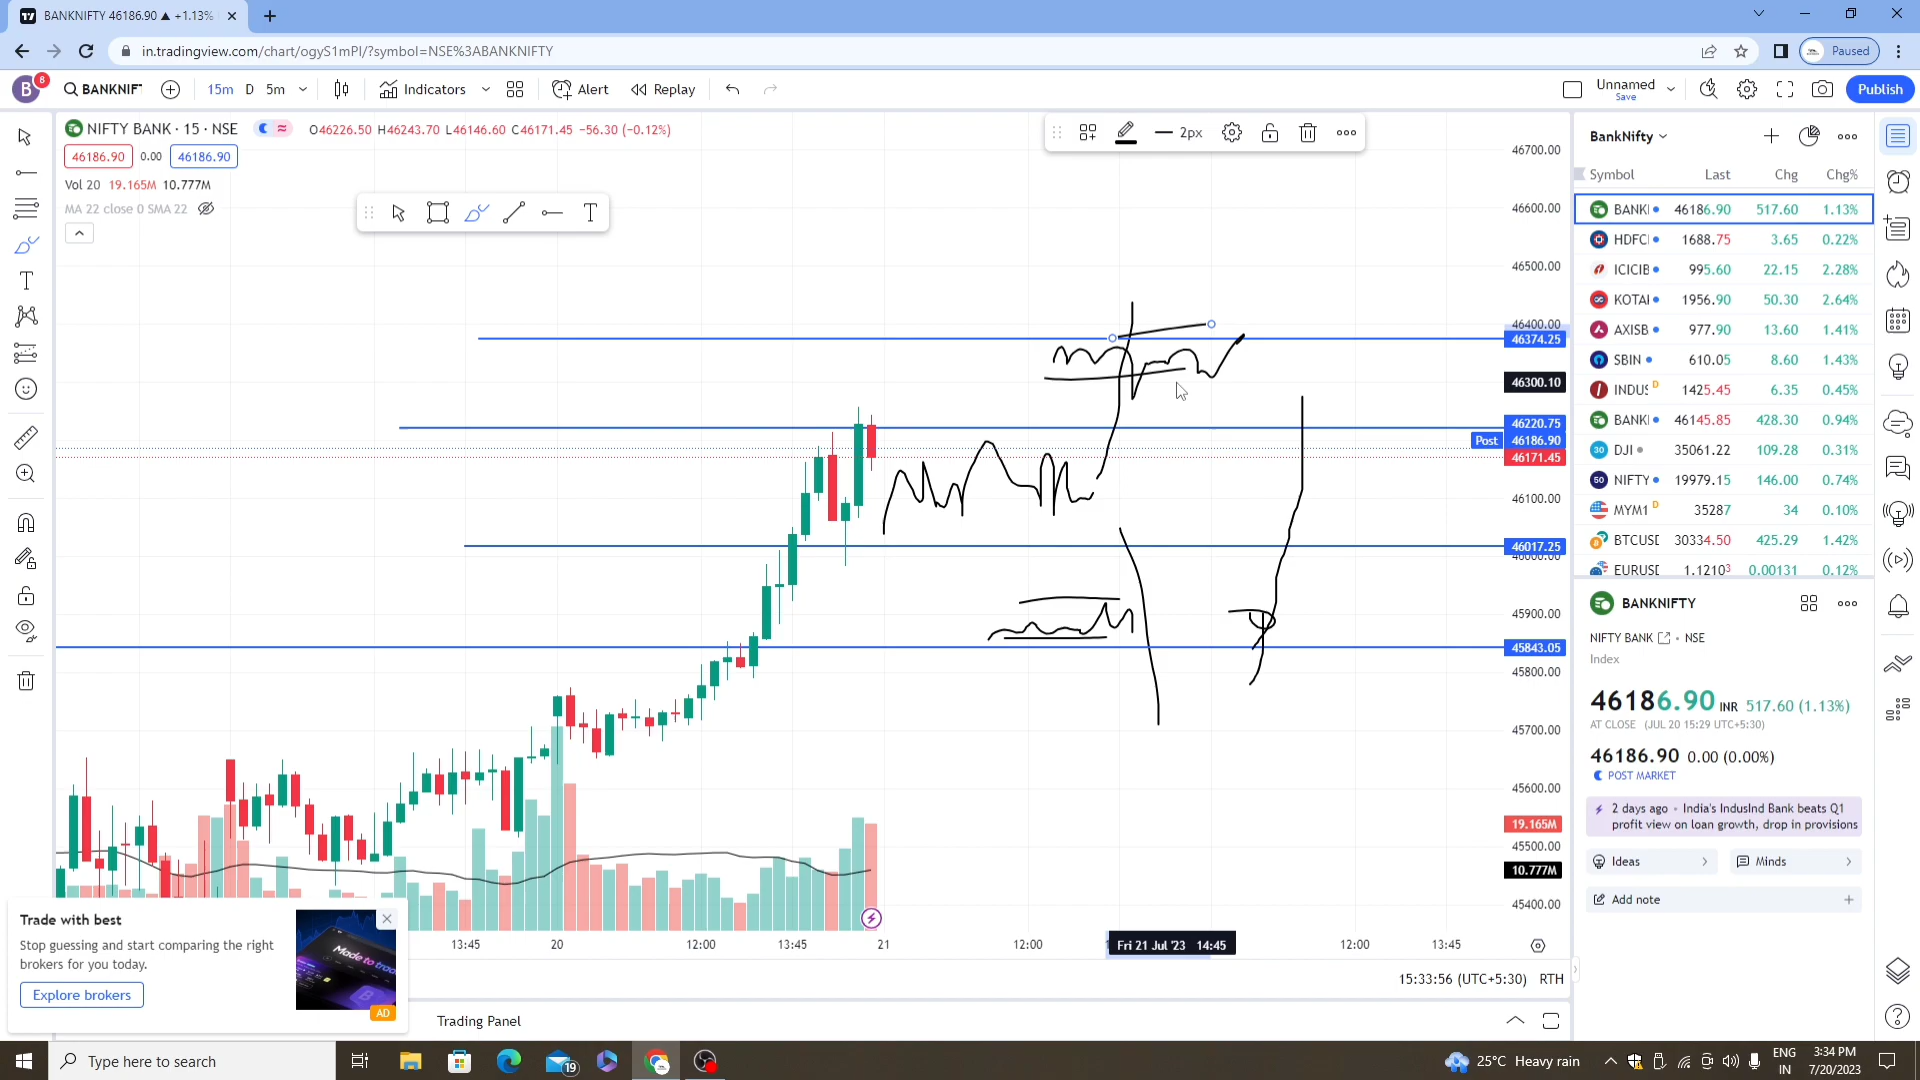 BANKNIFTY 46186.90 ▲ +1.13%
in.tradingview.com/chart/ogyS1mPI/?symbol=NSE%3ABANKNIFTY
Paused
B 8 BANKNIF 15m D 5m Indicators Alert Replay Unnamed Save Publish
NIFTY BANK · 15 · NSE O46226.50 H46243.70 L46146.60 C46171.45 −56.30 (−0.12%)
46186.90 0.00 46186.90
Vol 20 19.165M 10.777M
MA 22 close 0 SMA 22
2px
46700.00
46600.00
46500.00
46400.00
46374.25
46300.10
46220.75
Post 46186.90
46171.45
46100.00
46017.25
46000.00
45900.00
45843.05
45800.00
45700.00
45600.00
19.165M
45500.00
10.777M
45400.00
13:45 20 12:00 13:45 21 12:00 Fri 21 Jul '23 14:45 12:00 13:45
15:33:56 (UTC+5:30) RTH
Trading Panel
Trade with best
Stop guessing and start comparing the right
brokers for you today.
Explore brokers
Made to trade
AD
BankNifty
Symbol Last Chg Chg%
BANKI 46186.90 517.60 1.13%
HDFCI 1688.75 3.65 0.22%
ICICIB 995.60 22.15 2.28%
KOTAI 1956.90 50.30 2.64%
AXISB 977.90 13.60 1.41%
SBIN 610.05 8.60 1.43%
INDUS D 1425.45 6.35 0.45%
BANKI 46145.85 428.30 0.94%
30 DJI 35061.22 109.28 0.31%
50 NIFTY 19979.15 146.00 0.74%
MYM1 D 35287 34 0.10%
BTCUSD 30334.50 425.29 1.42%
EURUSD 1.12103 0.00131 0.12%
BANKNIFTY
NIFTY BANK • NSE
Index
46186.90 INR 517.60 (1.13%)
AT CLOSE (JUL 20 15:29 UTC+5:30)
46186.90 0.00 (0.00%)
POST MARKET
2 days ago • India's IndusInd Bank beats Q1
profit view on loan growth, drop in provisions
Ideas Minds
Add note
Type here to search
19
25°C Heavy rain
ENG
IN
3:34 PM
7/20/2023